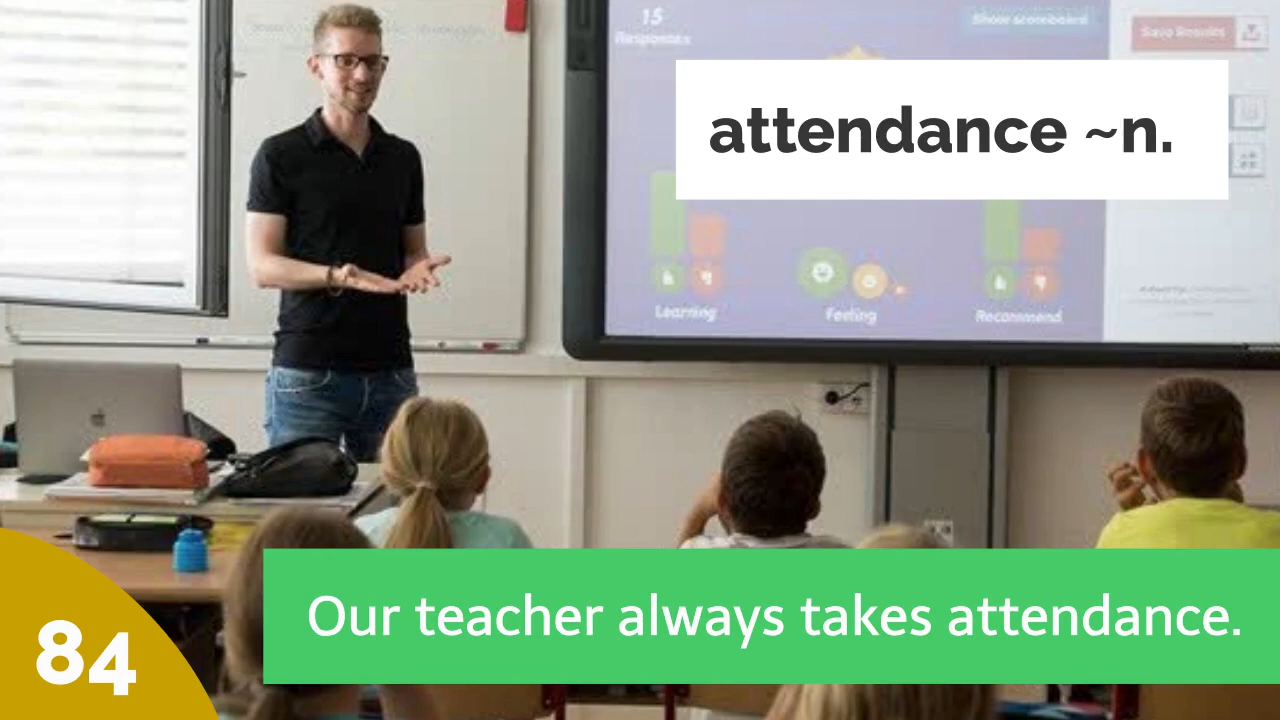 15
Responses
Show scoreboard
Save Results
attendance ~n.
Learning
Feeling
Recommend
Our teacher always takes attendance.
84